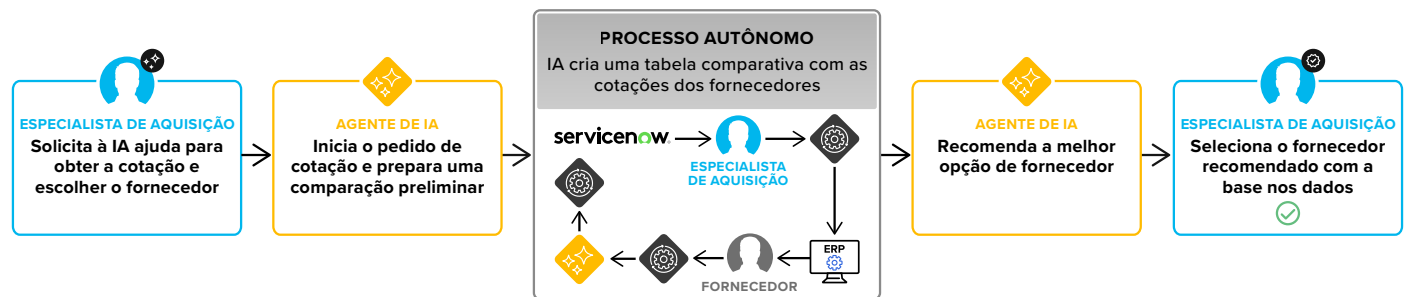 ESPECIALISTA DE AQUISIÇÃO
Solicita à IA ajuda para
obter a cotação e
escolher o fornecedor
AGENTE DE IA
Inicia o pedido de
cotação e prepara uma
comparação preliminar
PROCESSO AUTÔNOMO
IA cria uma tabela comparativa com as
cotações dos fornecedores
servicenow
ESPECIALISTA
DE AQUISIÇÃO
ERP
FORNECEDOR
AGENTE DE IA
Recomenda a melhor
opção de fornecedor
ESPECIALISTA DE AQUISIÇÃO
Seleciona o fornecedor
recomendado com a
base nos dados